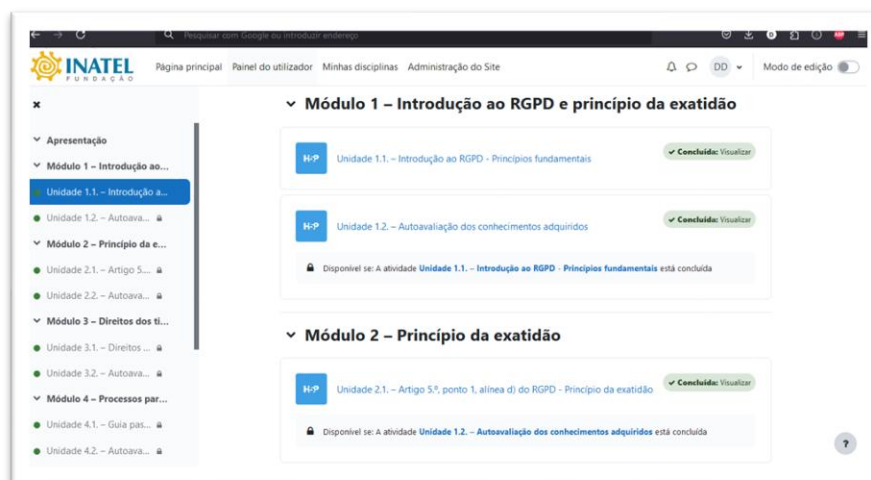 Pesquisar com Google ou introduzir endereço
INATEL
FUNDAÇÃO
Página principal Painel do utilizador Minhas disciplinas Administração do Site
DD
Modo de edição
Apresentação
Módulo 1 – Introdução ao...
Unidade 1.1. – Introdução a...
Unidade 1.2. – Autoava...
Módulo 2 – Princípio da e...
Unidade 2.1. – Artigo 5....
Unidade 2.2. – Autoava...
Módulo 3 – Direitos dos ti...
Unidade 3.1. – Direitos ...
Unidade 3.2. – Autoava...
Módulo 4 – Processos par...
Unidade 4.1. – Guia pas...
Unidade 4.2. – Autoava...
Módulo 1 – Introdução ao RGPD e princípio da exatidão
H5P
Unidade 1.1. – Introdução ao RGPD - Princípios fundamentais
Concluída: Visualizar
H5P
Unidade 1.2. – Autoavaliação dos conhecimentos adquiridos
Concluída: Visualizar
Disponível se: A atividade Unidade 1.1. – Introdução ao RGPD - Princípios fundamentais está concluída
Módulo 2 – Princípio da exatidão
H5P
Unidade 2.1. – Artigo 5.º, ponto 1, alínea d) do RGPD - Princípio da exatidão
Concluída: Visualizar
Disponível se: A atividade Unidade 1.2. – Autoavaliação dos conhecimentos adquiridos está concluída
?